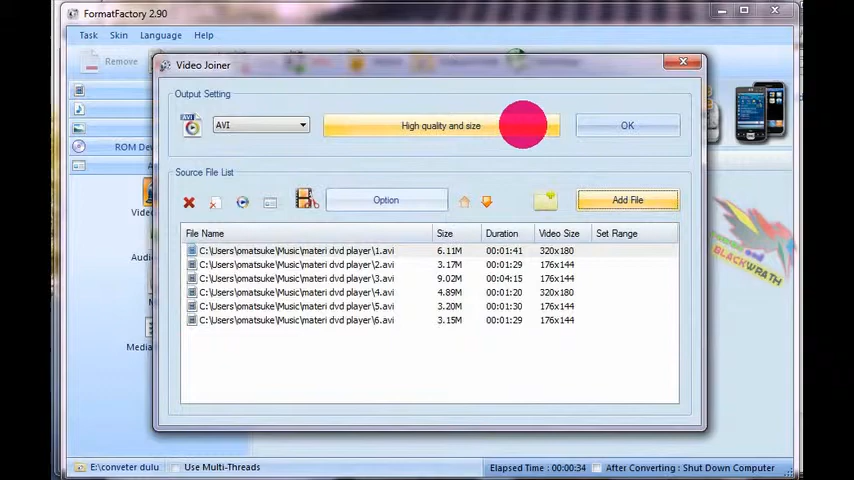 FormatFactory 2.90
Task Skin Language Help
Remove
Video Joiner
Output Setting
AVI
AVI
High quality and size
OK
Source File List
ROM Dev
Option
Add File
Video
Audi
Media
File Name Size Duration Video Size Set Range
C:\Users\omatsuke\Music\materi dvd player\1.avi 6.11M 00:01:41 320x180
C:\Users\omatsuke\Music\materi dvd player\2.avi 3.17M 00:01:29 176x144
C:\Users\omatsuke\Music\materi dvd player\3.avi 9.02M 00:04:15 176x144
C:\Users\omatsuke\Music\materi dvd player\4.avi 4.89M 00:01:20 320x180
C:\Users\omatsuke\Music\materi dvd player\5.avi 3.20M 00:01:30 176x144
C:\Users\omatsuke\Music\materi dvd player\6.avi 3.15M 00:01:29 176x144
BLACKWRATH
E:\conveter dulu Use Multi-Threads Elapsed Time : 00:00:34 After Converting : Shut Down Computer